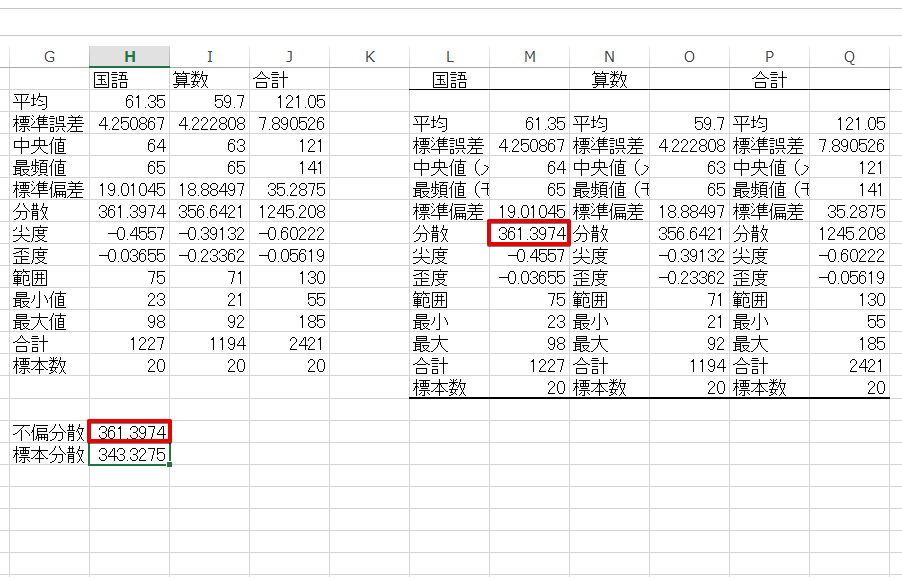 G H I J K L M N O P Q
国語 算数 合計 国語 算数 合計
平均 61.35 59.7 121.05
標準誤差 4.250867 4.222808 7.890526 平均 61.35 平均 59.7 平均 121.05
中央値 64 63 121 標準誤差 4.250867 標準誤差 4.222808 標準誤差 7.890526
最頻値 65 65 141 中央値（ 64 中央値（ 63 中央値（ 121
標準偏差 19.01045 18.88497 35.2875 最頻値（ 65 最頻値（ 65 最頻値（ 141
分散 361.3974 356.6421 1245.208 標準偏差 19.01045 標準偏差 18.88497 標準偏差 35.2875
尖度 -0.4557 -0.39132 -0.60222 分散 361.3974 分散 356.6421 分散 1245.208
歪度 -0.03655 -0.23362 -0.05619 尖度 -0.4557 尖度 -0.39132 尖度 -0.60222
範囲 75 71 130 歪度 -0.03655 歪度 -0.23362 歪度 -0.05619
最小値 23 21 55 範囲 75 範囲 71 範囲 130
最大値 98 92 185 最小 23 最小 21 最小 55
合計 1227 1194 2421 最大 98 最大 92 最大 185
標本数 20 20 20 合計 1227 合計 1194 合計 2421
標本数 20 標本数 20 標本数 20
不偏分散 361.3974
標本分散 343.3275